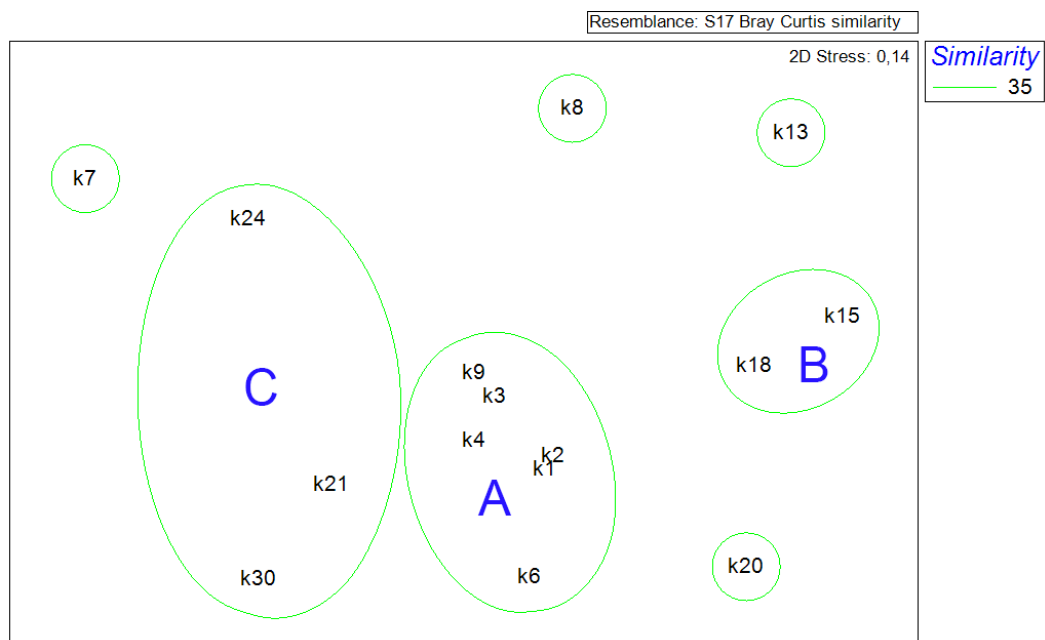 Resemblance: S17 Bray Curtis similarity
2D Stress: 0,14
Similarity
35
k8
k13
k7
k24
k15
k18
B
k9
k3
C
k4
k2
k1
k21
A
k20
k30
k6